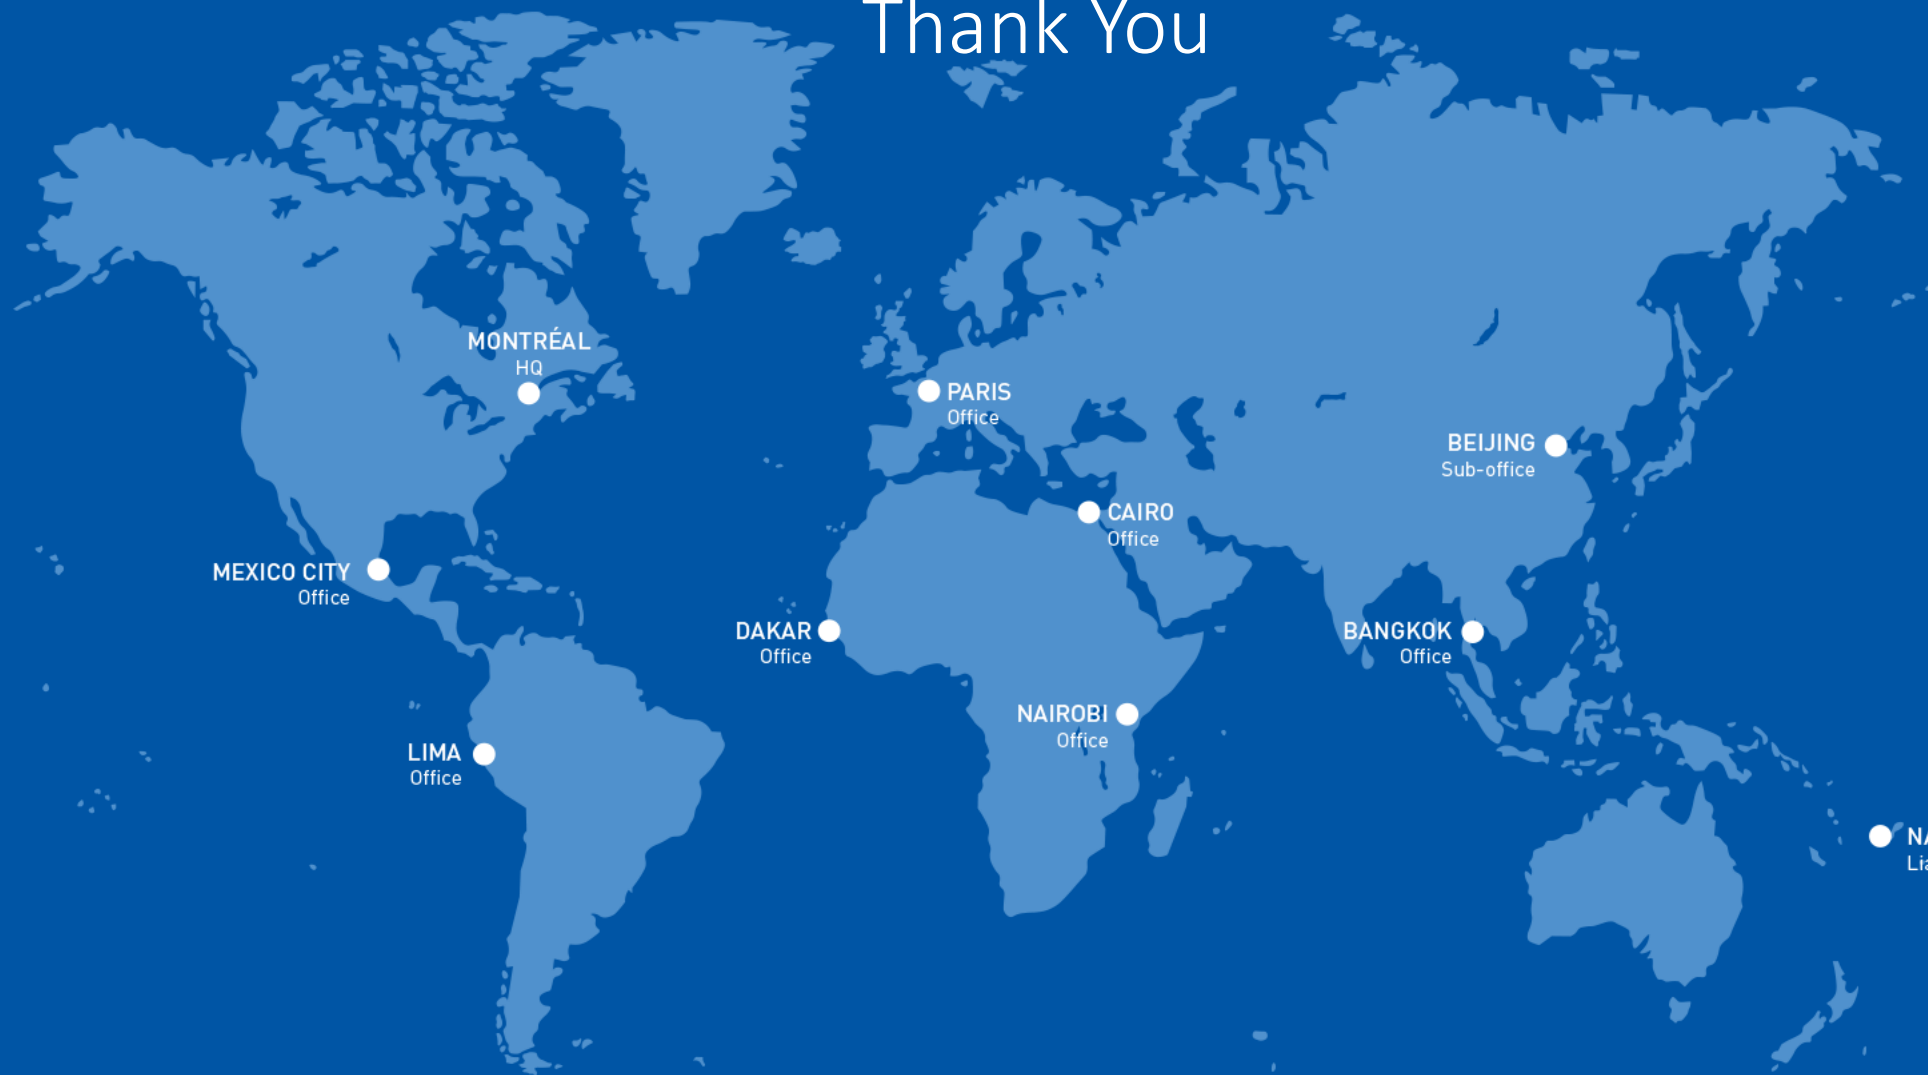 Thank You
MONTRÉAL
HQ
PARIS
Office
BEIJING
Sub-office
CAIRO
Office
MEXICO CITY
Office
DAKAR
Office
BANGKOK
Office
NAIROBI
Office
LIMA
Office